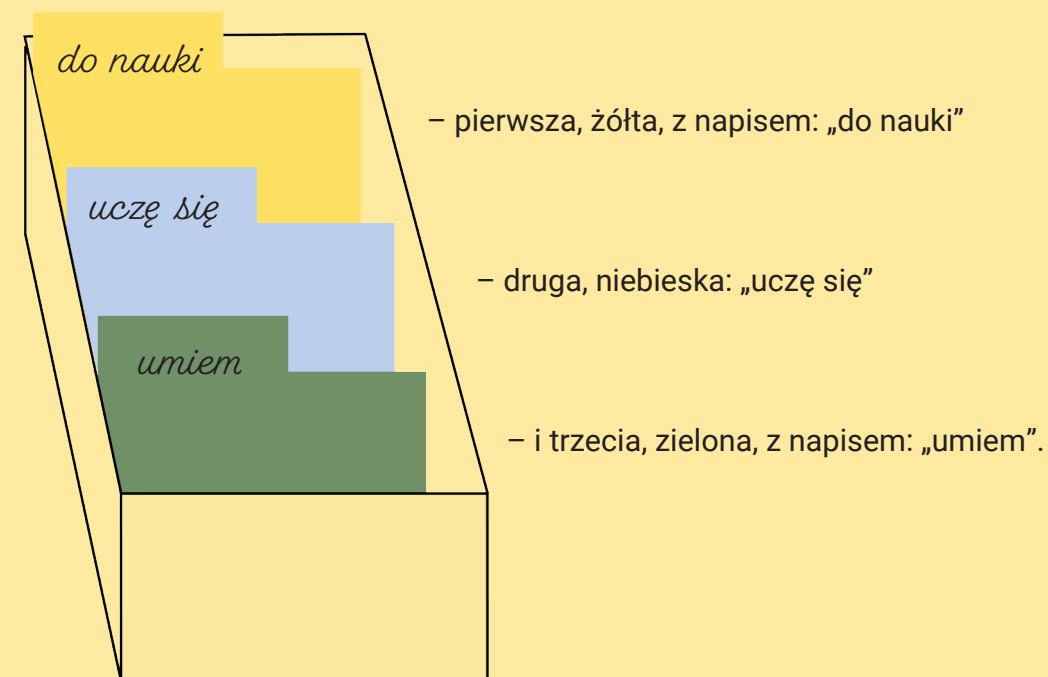 do nauki
– pierwsza, żółta, z napisem: „do nauki”
uczę się
– druga, niebieska: „uczę się”
umiem
– i trzecia, zielona, z napisem: „umiem”.